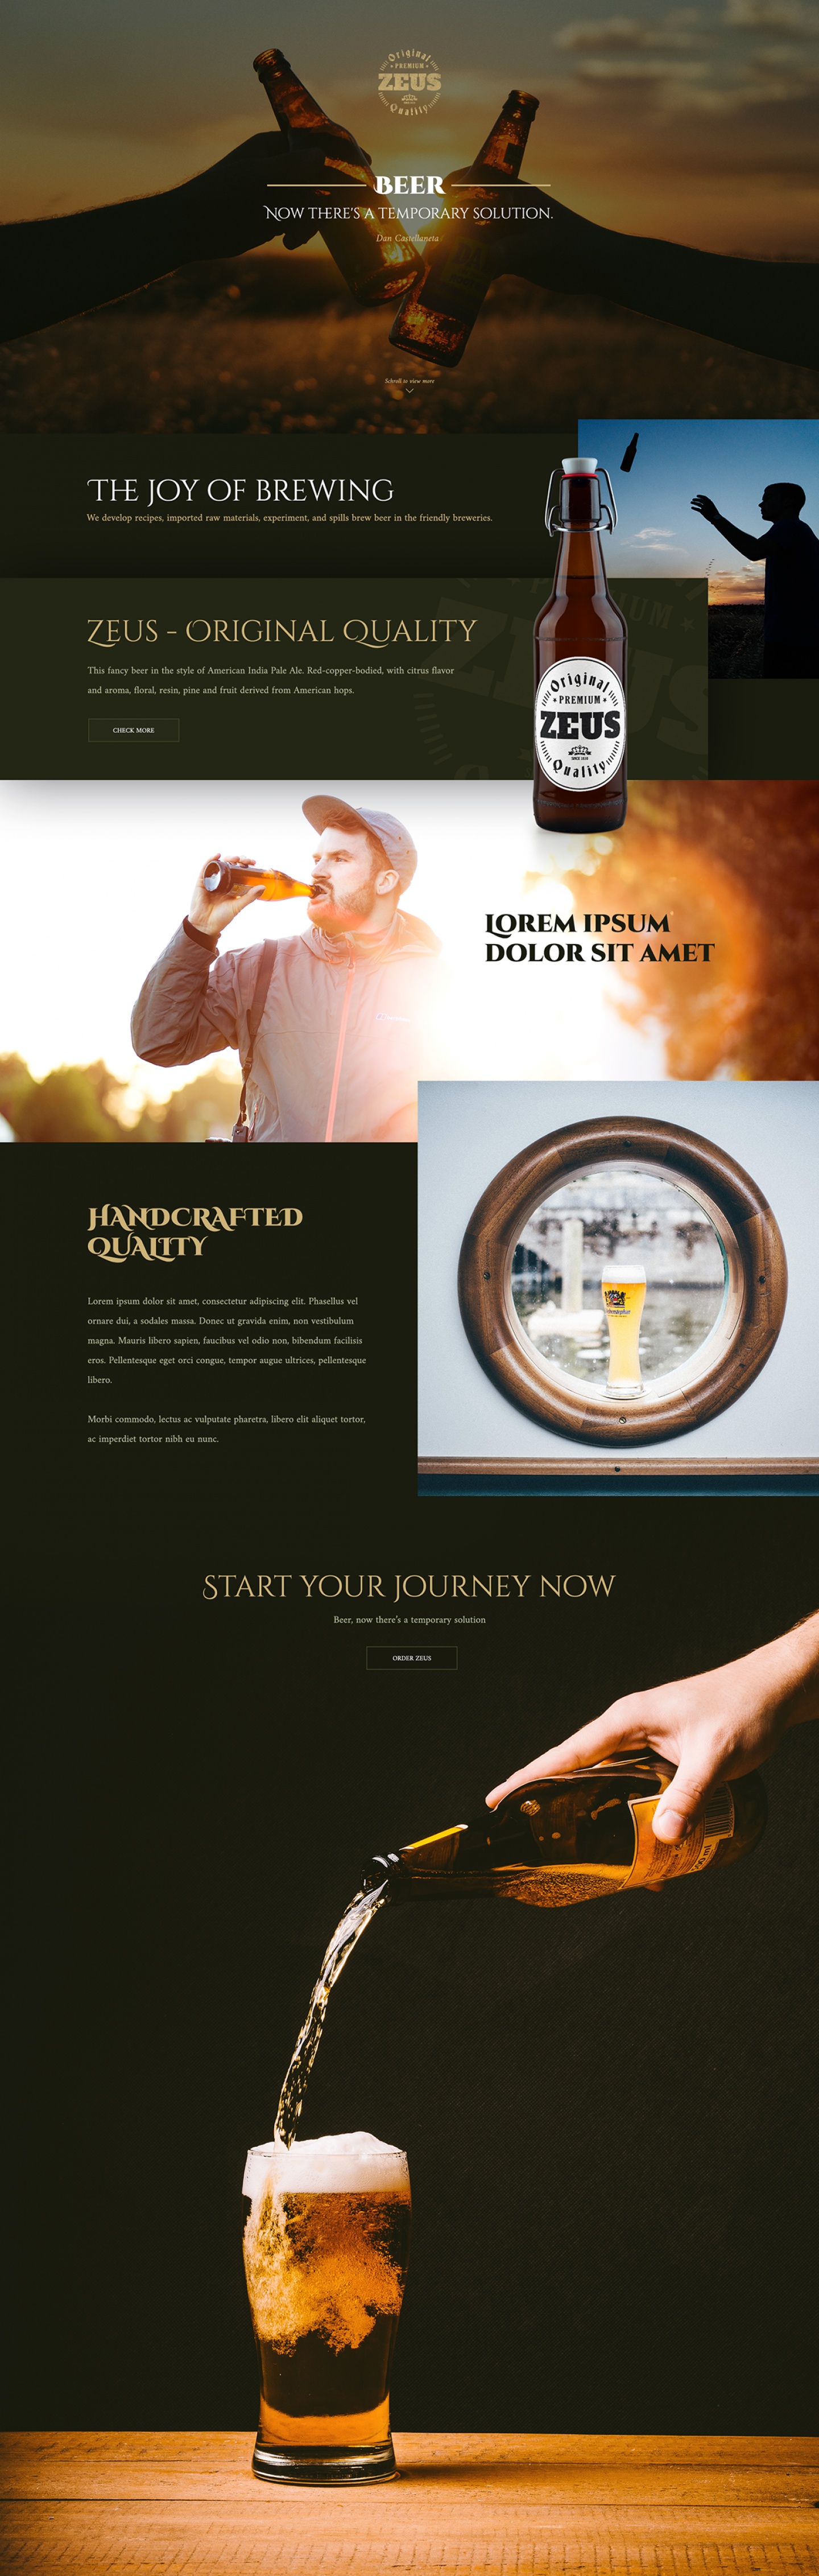 Original
PREMIUM
ZEUS
Quality
BEER
NOW THERE'S A TEMPORARY SOLUTION.
Dan Castellaneta
Scroll to view more
THE JOY OF BREWING
We develop recipes, imported raw materials, experiment, and spills brew beer in the friendly breweries.
ZEUS - ORIGINAL QUALITY
This fancy beer in the style of American India Pale Ale. Red-copper-bodied, with citrus flavor
and aroma, floral, resin, pine and fruit derived from American hops.
CHECK MORE
Original
PREMIUM
ZEUS
Quality
LOREM IPSUM
DOLOR SIT AMET
HANDCRAFTED
QUALITY
Lorem ipsum dolor sit amet, consectetur adipiscing elit. Phasellus vel
ornare dui, a sodales massa. Donec ut gravida enim, non vestibulum
magna. Mauris libero sapien, faucibus vel odio non, bibendum facilisis
eros. Pellentesque eget orci congue, tempor augue ultrices, pellentesque
libero.
Morbi commodo, lectus ac vulputate pharetra, libero elit aliquet tortor,
ac imperdiet tortor nibh eu nunc.
START YOUR JOURNEY NOW
Beer, now there's a temporary solution
ORDER ZEUS